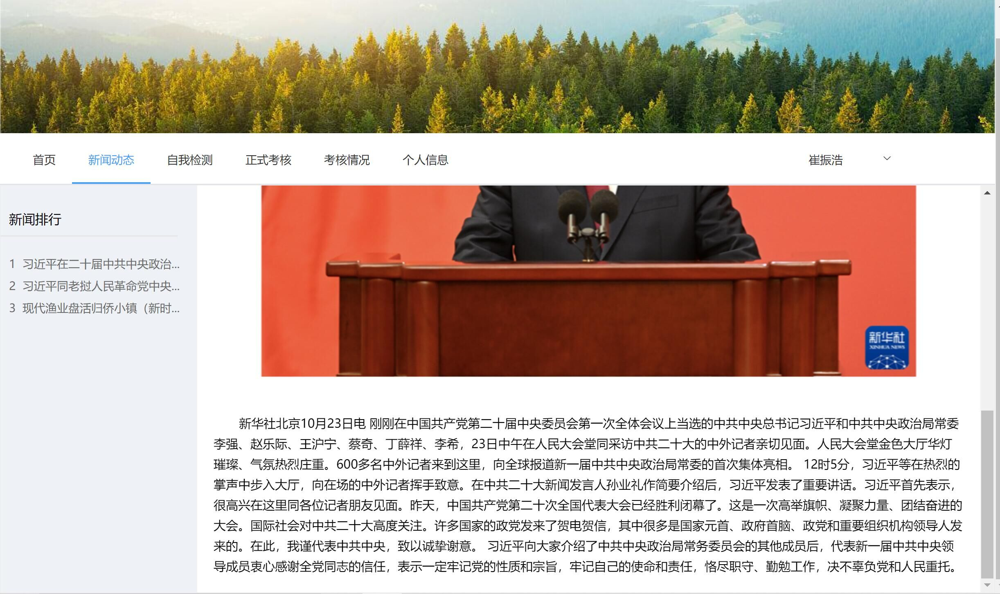 首页 新闻动态 自我检测 正式考核 考核情况 个人信息 崔振浩
新闻排行
1 习近平在二十届中共中央政治...
2 习近平同老挝人民革命党中央...
3 现代渔业盘活归侨小镇（新时...
新华社
XINHUA NEWS
新华社北京10月23日电 刚刚在中国共产党第二十届中央委员会第一次全体会议上当选的中共中央总书记习近平和中共中央政治局常委
李强、赵乐际、王沪宁、蔡奇、丁薛祥、李希，23日中午在人民大会堂同采访中共二十大的中外记者亲切见面。人民大会堂金色大厅华灯
璀璨、气氛热烈庄重。600多名中外记者来到这里，向全球报道新一届中共中央政治局常委的首次集体亮相。 12时5分，习近平等在热烈的
掌声中步入大厅，向在场的中外记者挥手致意。在中共二十大新闻发言人孙业礼作简要介绍后，习近平发表了重要讲话。习近平首先表示，
很高兴在这里同各位记者朋友见面。昨天，中国共产党第二十次全国代表大会已经胜利闭幕了。这是一次高举旗帜、凝聚力量、团结奋进的
大会。国际社会对中共二十大高度关注。许多国家的政党发来了贺电贺信，其中很多是国家元首、政府首脑、政党和重要组织机构领导人发
来的。在此，我谨代表中共中央，致以诚挚谢意。 习近平向大家介绍了中共中央政治局常务委员会的其他成员后，代表新一届中共中央领
导成员衷心感谢全党同志的信任，表示一定牢记党的性质和宗旨，牢记自己的使命和责任，恪尽职守、勤勉工作，决不辜负党和人民重托。